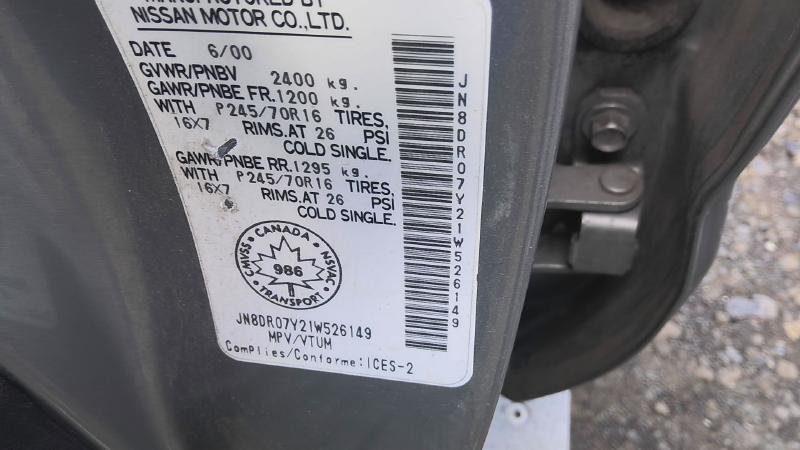 MANUFACTURED BY
NISSAN MOTOR CO.,LTD.
DATE 6/00
GVWR/PNBV 2400 kg.
GAWR/PNBE FR.1200 kg.
WITH P245/70R16 TIRES,
16X7 RIMS.AT 26 PSI
COLD SINGLE.
GAWR/PNBE RR.1295 kg.
WITH P245/70R16 TIRES,
16X7 RIMS.AT 26 PSI
COLD SINGLE.
CANADA
CMVSS • NSVAC
986
TRANSPORT
JN8DR07Y21W526149
MPV/VTUM
Complies/Conforme:ICES-2
JN8DR07Y21W526149